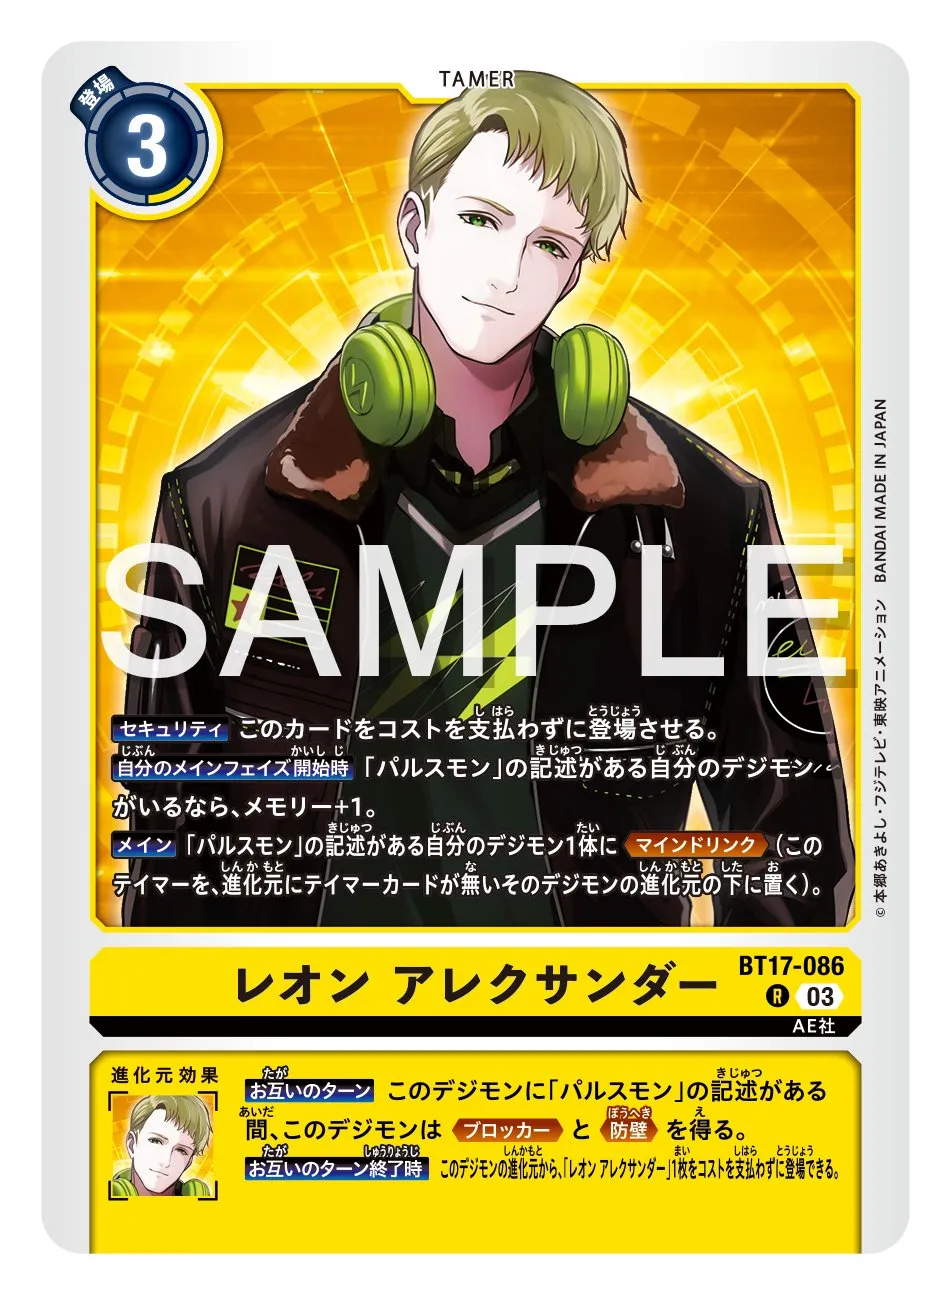 TAMER
登場
3
SAMPLE
セキュリティ このカードをコストを支払わずに登場させる。
自分のメインフェイズ開始時 「パルスモン」の記述がある自分のデジモン
がいるなら、メモリー+1。
メイン 「パルスモン」の記述がある自分のデジモン1体に マインドリンク (この
テイマーを、進化元にテイマーカードが無いそのデジモンの進化元の下に置く)。
©本郷あきよし・フジテレビ・東映アニメーション BANDAI MADE IN JAPAN
レオン アレクサンダー
BT17-086
R 03
AE社
進化元効果
お互いのターン このデジモンに「パルスモン」の記述がある
間、このデジモンは ブロッカー と 防壁 を得る。
お互いのターン終了時 このデジモンの進化元から、「レオン アレクサンダー」1枚をコストを支払わずに登場できる。